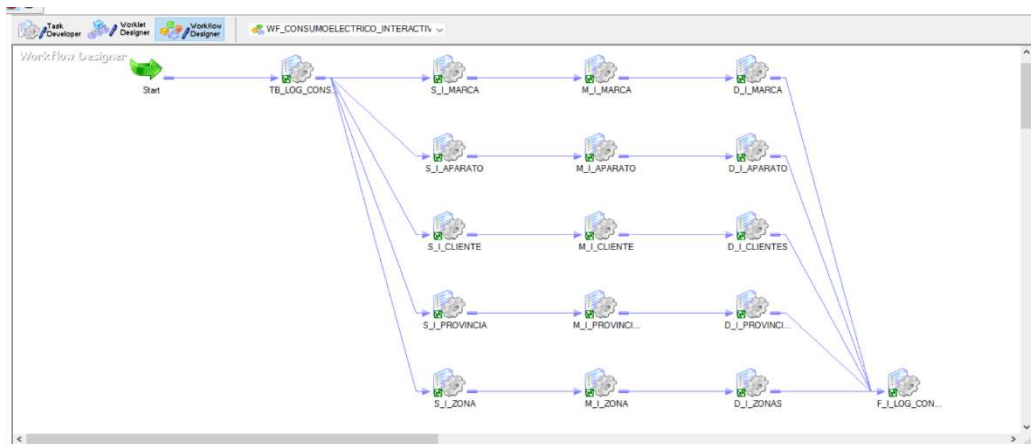 Task Developer
Worklet Designer
Workflow Designer
WF_CONSUMOELECTRICO_INTERACTIV
Workflow Designer
Start
TB_LOG_CONS...
S_I_MARCA
M_I_MARCA
D_I_MARCA
S_I_APARATO
M_I_APARATO
D_I_APARATO
S_I_CLIENTE
M_I_CLIENTE
D_I_CLIENTES
S_I_PROVINCIA
M_I_PROVINCI...
D_I_PROVINCI...
S_I_ZONA
M_I_ZONA
D_I_ZONAS
F_I_LOG_CON...